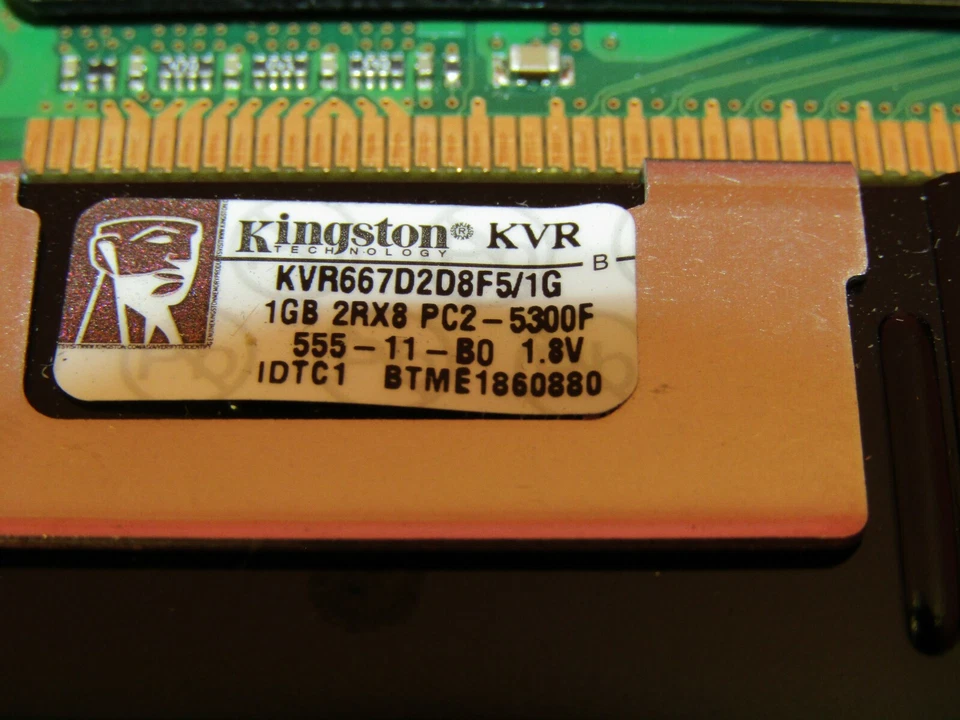 Kingston® KVR
TECHNOLOGY
B
KVR667D2D8F5/1G
1GB 2RX8 PC2-5300F
555-11-B0 1.8V
IDTC1 BTME1860880